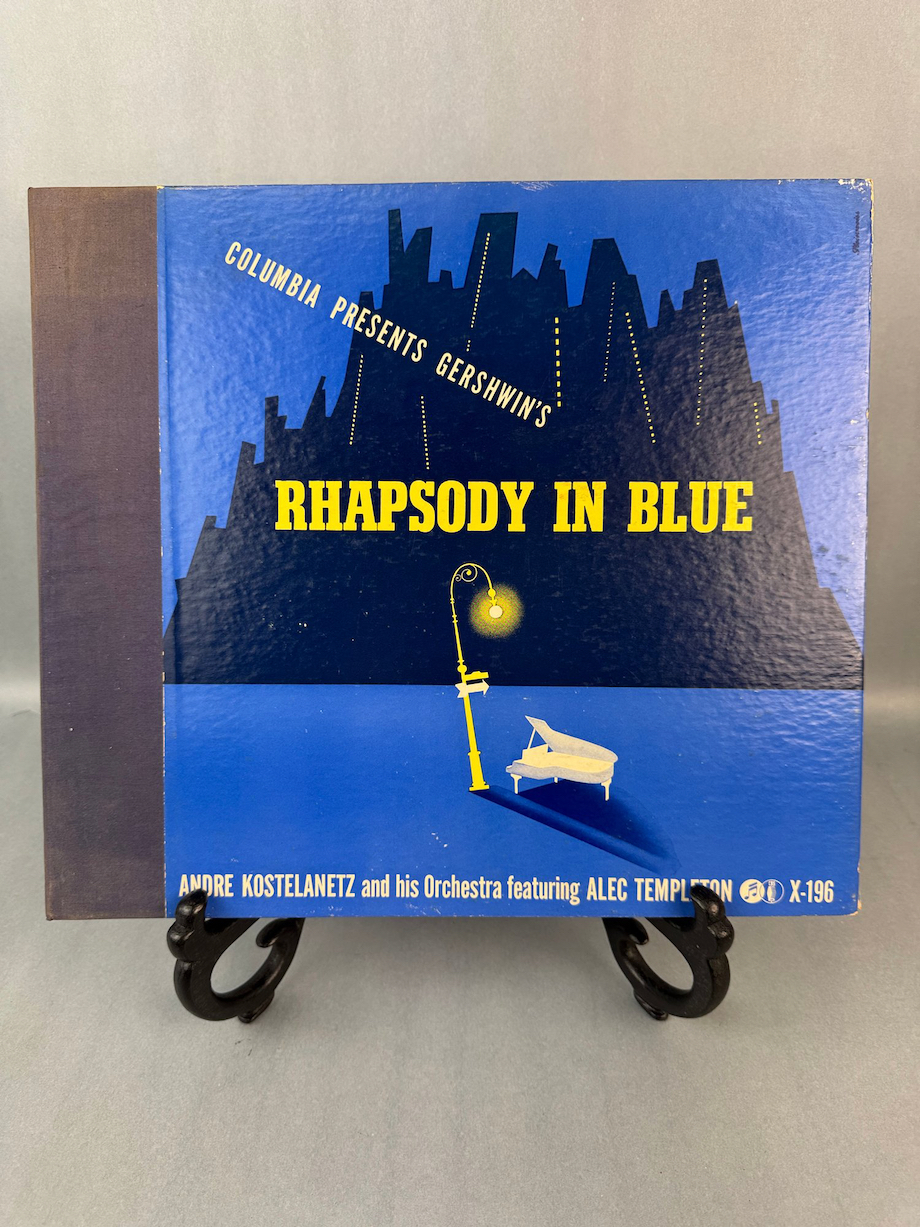 COLUMBIA PRESENTS GERSHWIN'S
RHAPSODY IN BLUE
ANDRE KOSTELANETZ and his Orchestra featuring ALEC TEMPLETON X-196